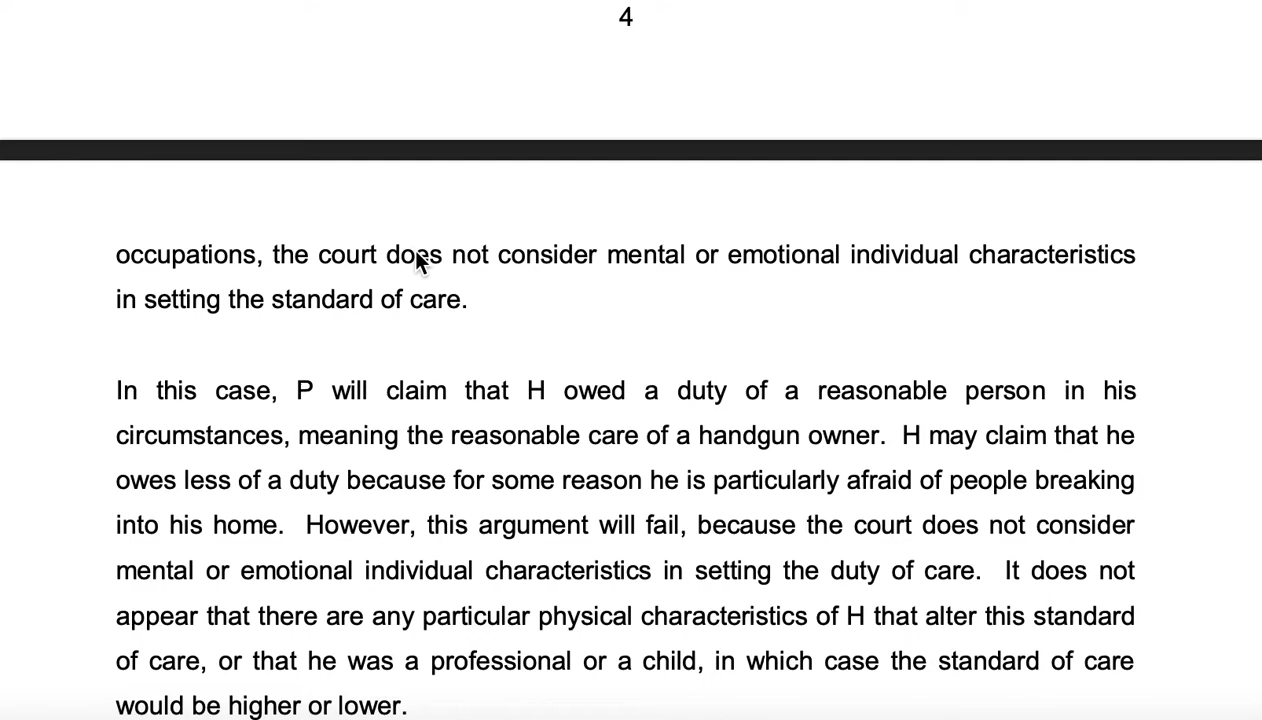 4
occupations, the court does not consider mental or emotional individual characteristics
in setting the standard of care.
In this case, P will claim that H owed a duty of a reasonable person in his
circumstances, meaning the reasonable care of a handgun owner. H may claim that he
owes less of a duty because for some reason he is particularly afraid of people breaking
into his home. However, this argument will fail, because the court does not consider
mental or emotional individual characteristics in setting the duty of care. It does not
appear that there are any particular physical characteristics of H that alter this standard
of care, or that he was a professional or a child, in which case the standard of care
would be higher or lower.